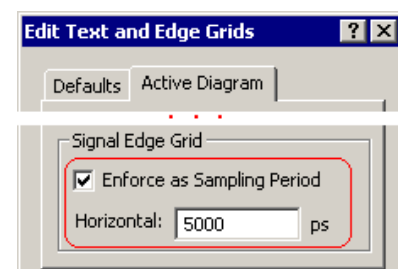 Edit Text and Edge Grids ? ×
Defaults Active Diagram
. . .
Signal Edge Grid
Enforce as Sampling Period
Horizontal: 5000 ps